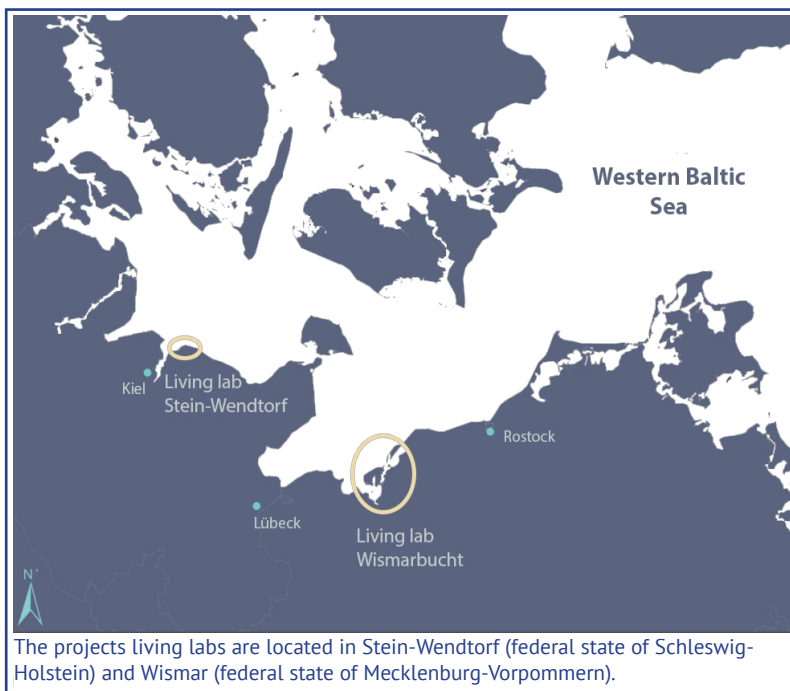 Western Baltic
Sea
Kiel
Living lab
Stein-Wendtorf
Rostock
Lübeck
Living lab
Wismarbucht
N
The projects living labs are located in Stein-Wendtorf (federal state of Schleswig-
Holstein) and Wismar (federal state of Mecklenburg-Vorpommern).